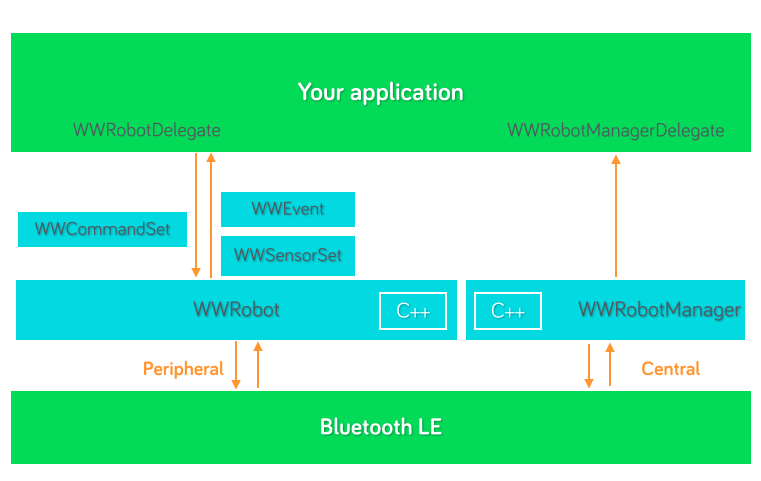 Your application
WWRobotDelegate
WWRobotManagerDelegate
WWEvent
WWCommandSet
WWSensorSet
WWRobot
C++
C++
WWRobotManager
Peripheral
Central
Bluetooth LE